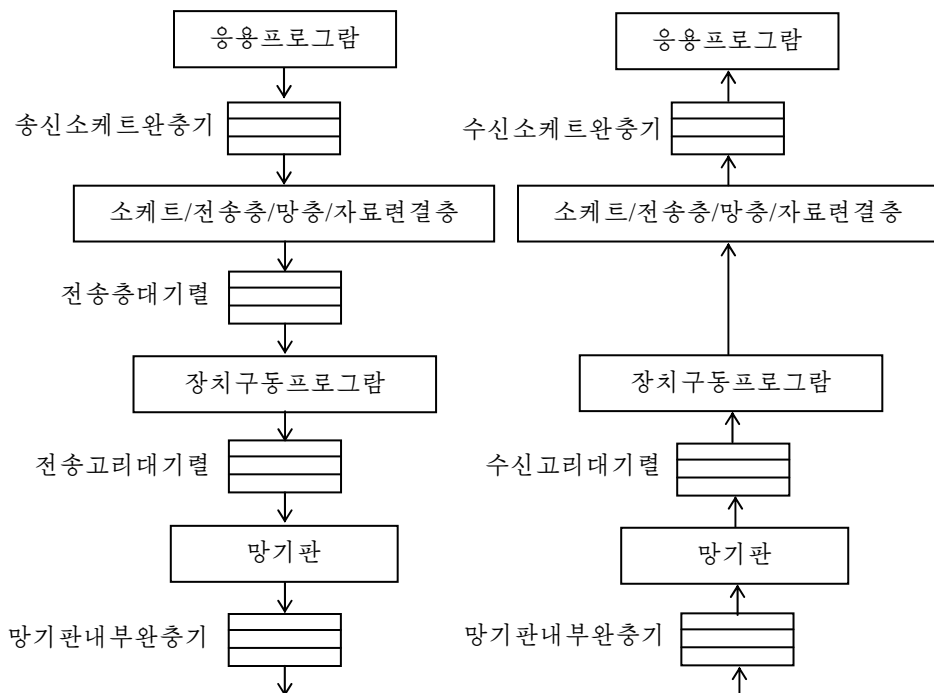 응용프로그람
송신소케트완충기
소케트/전송층/망층/자료련결층
전송층대기렬
장치구동프로그람
전송고리대기렬
망기판
망기판내부완충기
응용프로그람
수신소케트완충기
소케트/전송층/망층/자료련결층
장치구동프로그람
수신고리대기렬
망기판
망기판내부완충기